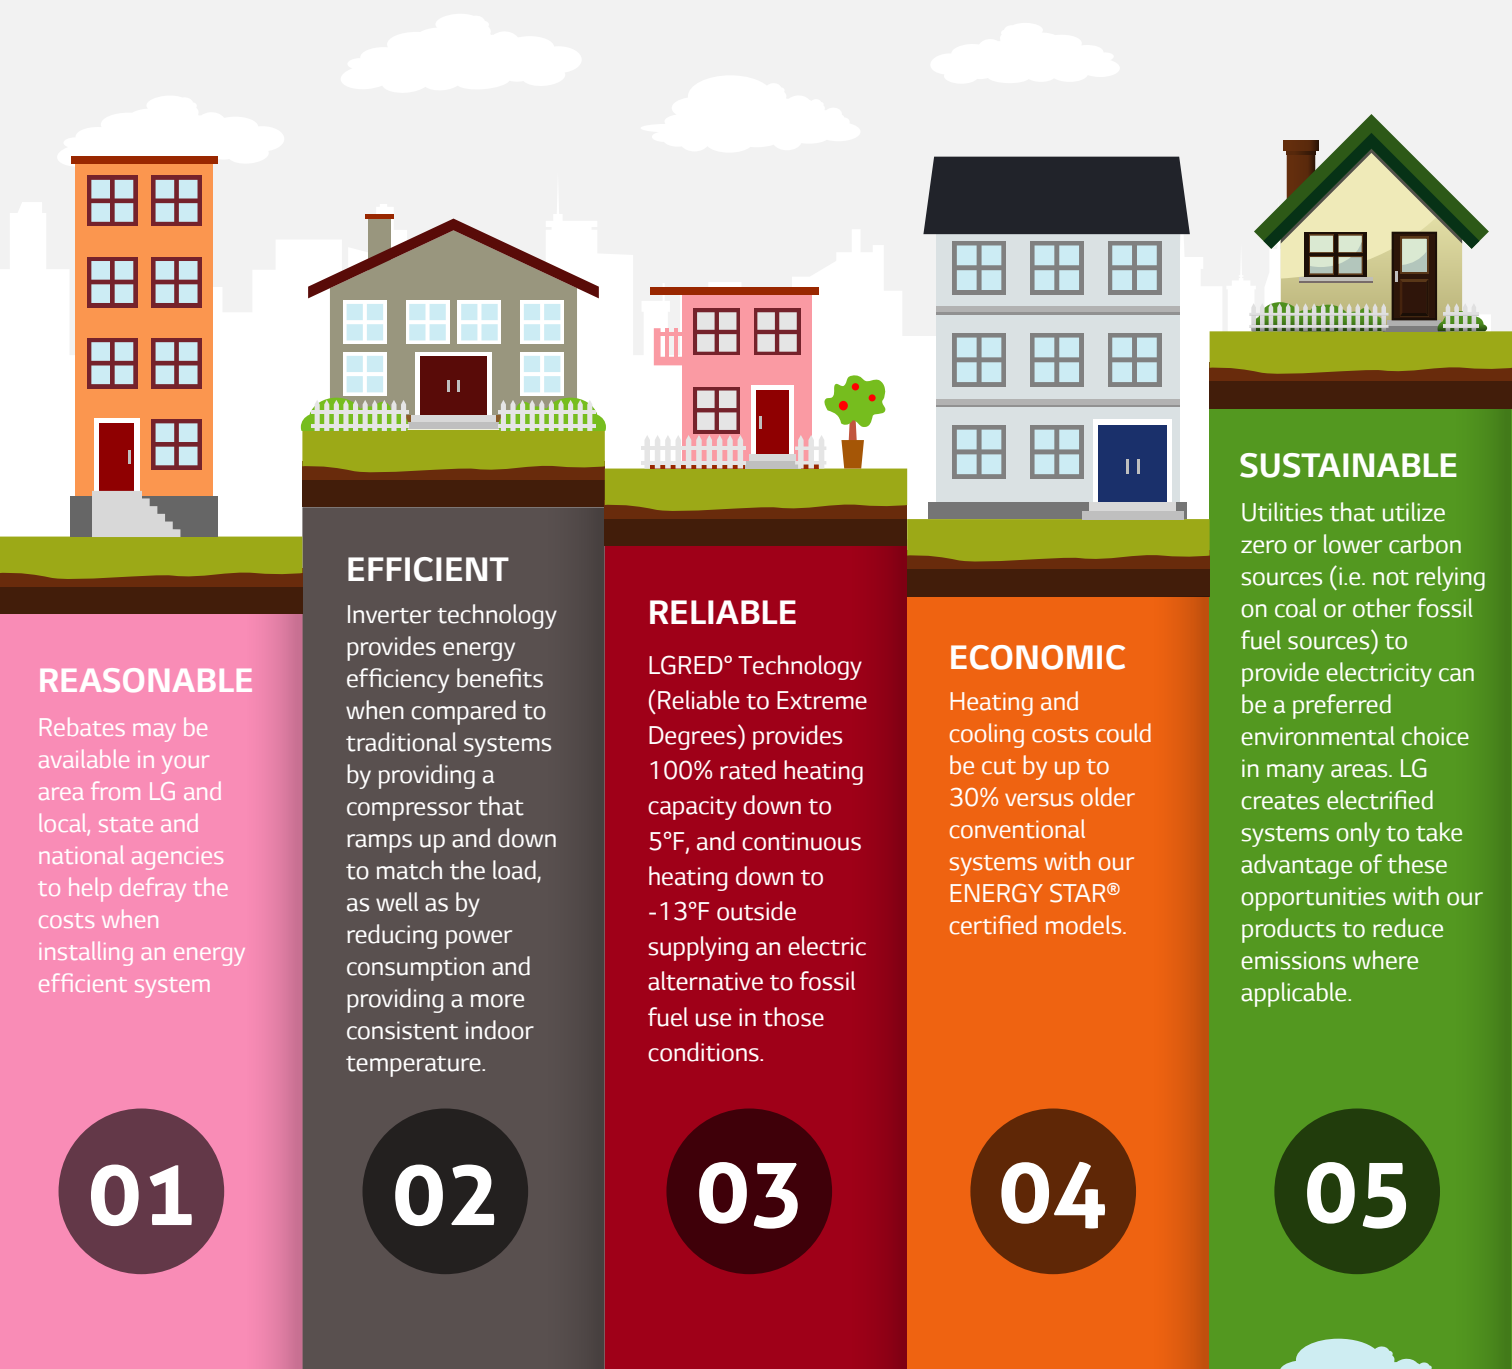 REASONABLE
Rebates may be
available in your
area from LG and
local, state and
national agencies
to help defray the
costs when
installing an energy
efficient system
01
EFFICIENT
Inverter technology
provides energy
efficiency benefits
when compared to
traditional systems
by providing a
compressor that
ramps up and down
to match the load,
as well as by
reducing power
consumption and
providing a more
consistent indoor
temperature.
02
RELIABLE
LGRED° Technology
(Reliable to Extreme
Degrees) provides
100% rated heating
capacity down to
5°F, and continuous
heating down to
-13°F outside
supplying an electric
alternative to fossil
fuel use in those
conditions.
03
ECONOMIC
Heating and
cooling costs could
be cut by up to
30% versus older
conventional
systems with our
ENERGY STAR®
certified models.
04
SUSTAINABLE
Utilities that utilize
zero or lower carbon
sources (i.e. not relying
on coal or other fossil
fuel sources) to
provide electricity can
be a preferred
environmental choice
in many areas. LG
creates electrified
systems only to take
advantage of these
opportunities with our
products to reduce
emissions where
applicable.
05